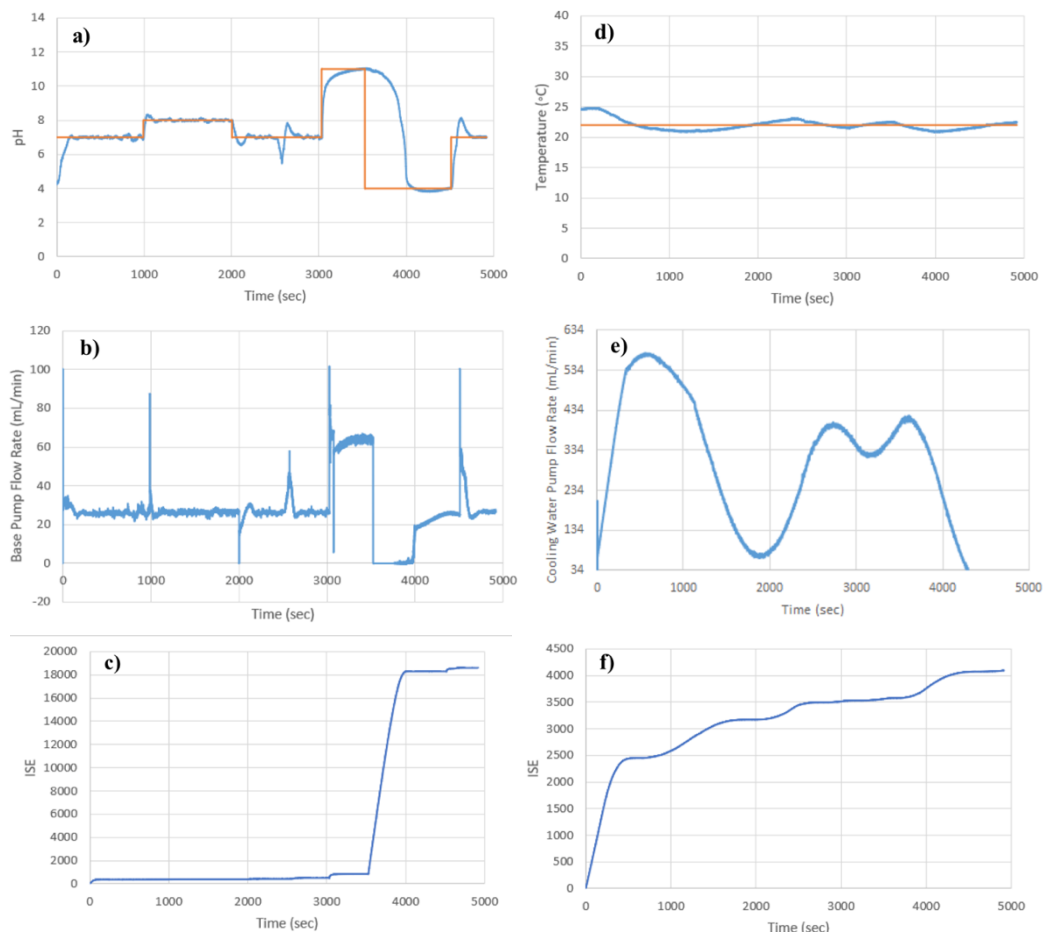 a)
14
12
10
8
6
4
2
0
pH
0 1000 2000 3000 4000 5000
Time (sec)
d)
40
35
30
25
20
15
10
5
0
Temperature (∘C)
0 1000 2000 3000 4000 5000
Time (sec)
b)
120
100
80
60
40
20
0
-20
Base Pump Flow Rate (mL/min)
0 1000 2000 3000 4000 5000
Time (sec)
e)
634
534
434
334
234
134
34
Cooling Water Pump Flow Rate (mL/min)
0 1000 2000 3000 4000 5000
Time (sec)
c)
20000
18000
16000
14000
12000
10000
8000
6000
4000
2000
0
ISE
0 1000 2000 3000 4000 5000
Time (sec)
f)
4500
4000
3500
3000
2500
2000
1500
1000
500
0
ISE
0 1000 2000 3000 4000 5000
Time (sec)